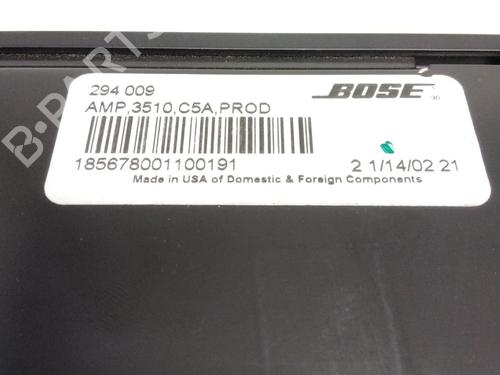 294 009
BOSE
AMP,3510,C5A,PROD
185678001100191
2 1/14/02 21
Made in USA of Domestic & Foreign Components
B-PARTS